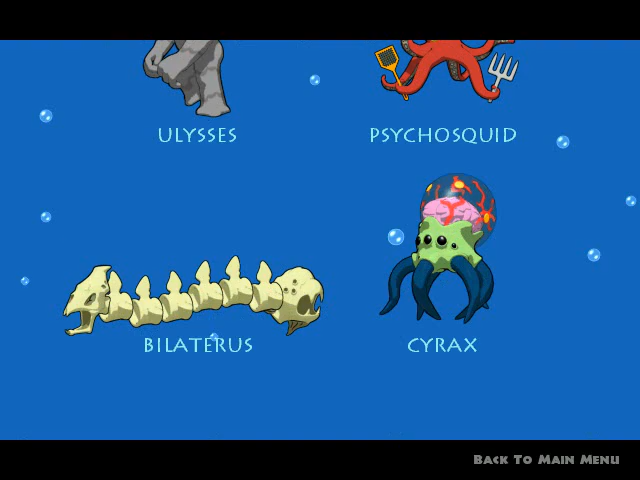 ULYSSES
PSYCHOSQUID
BILATERUS
CYRAX
BACK TO MAIN MENU